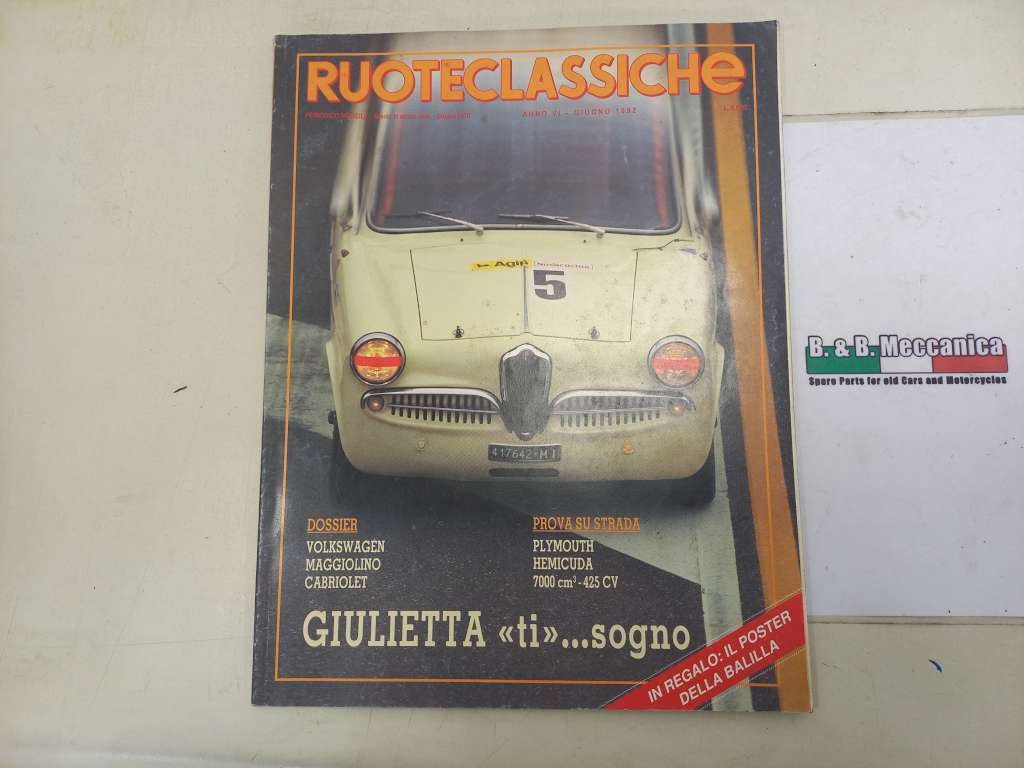 RUOTECLASSICHe
ANNO VI - GIUGNO 1992
Agip
5
417642·MI
DOSSIER
VOLKSWAGEN
MAGGIOLINO
CABRIOLET
PROVA SU STRADA
PLYMOUTH
HEMICUDA
7000 cm³ - 425 CV
GIULIETTA «ti»...sogno
IN REGALO: IL POSTER
DELLA BALILLA
B. & B. Meccanica
Spare Parts for old Cars and Motorcycles